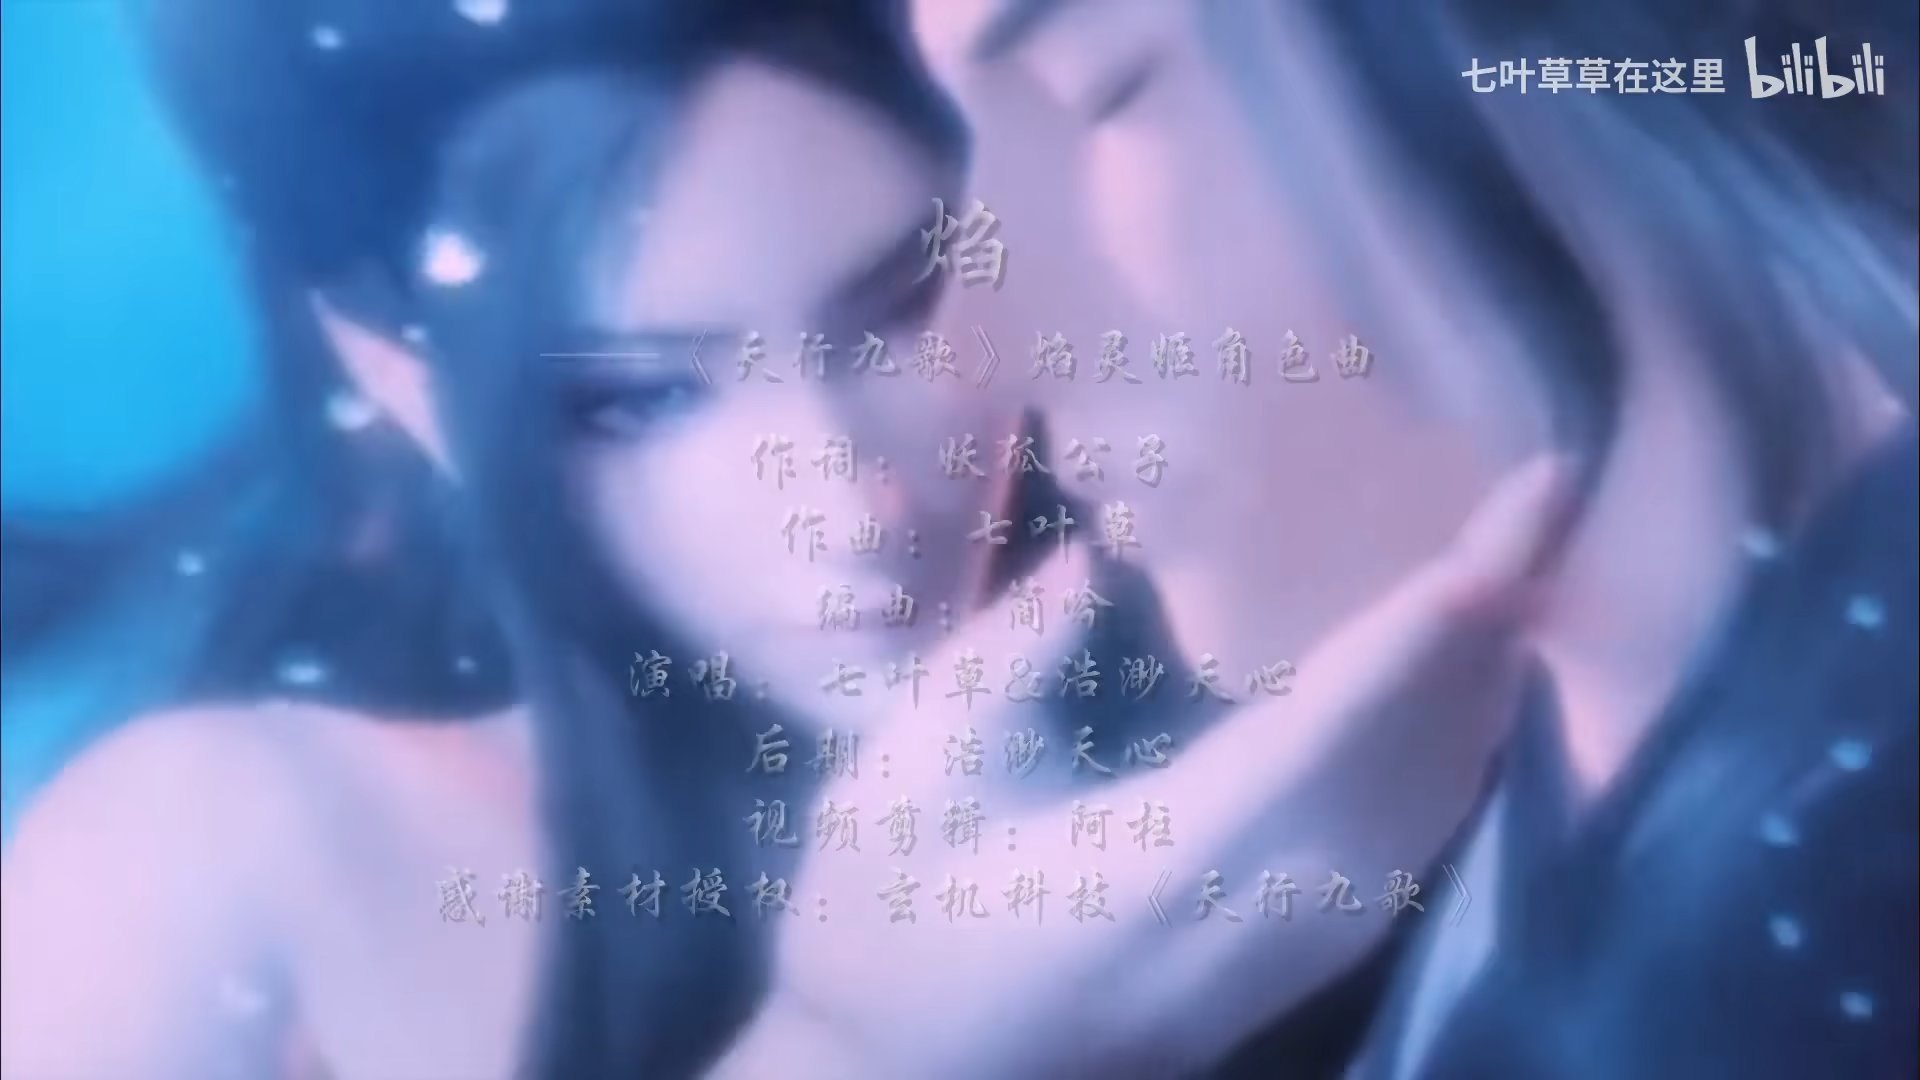 七叶草草在这里 bilibili
焰
——《天行九歌》焰灵姬角色曲
作词：妖狐公子
作曲：七叶草
编曲：简吟
演唱：七叶草&浩渺天心
后期：浩渺天心
视频剪辑：阿柱
感谢素材授权：玄机科技《天行九歌》